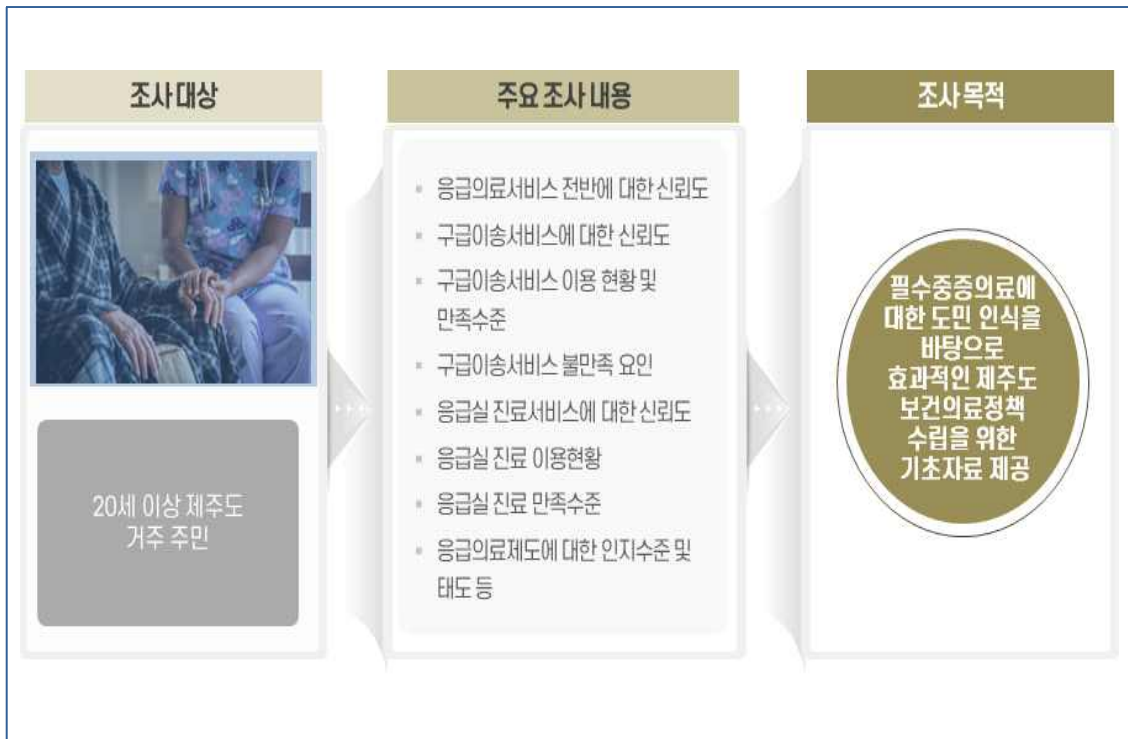 조사 대상
20세 이상 제주도
거주 주민
주요 조사 내용
응급의료서비스 전반에 대한 신뢰도
구급이송서비스에 대한 신뢰도
구급이송서비스 이용 현황 및
만족수준
구급이송서비스 불만족 요인
응급실 진료서비스에 대한 신뢰도
응급실 진료 이용현황
응급실 진료 만족수준
응급의료제도에 대한 인지수준 및
태도 등
조사 목적
필수중증의료에
대한 도민 인식을
바탕으로
효과적인 제주도
보건의료정책
수립을 위한
기초자료 제공